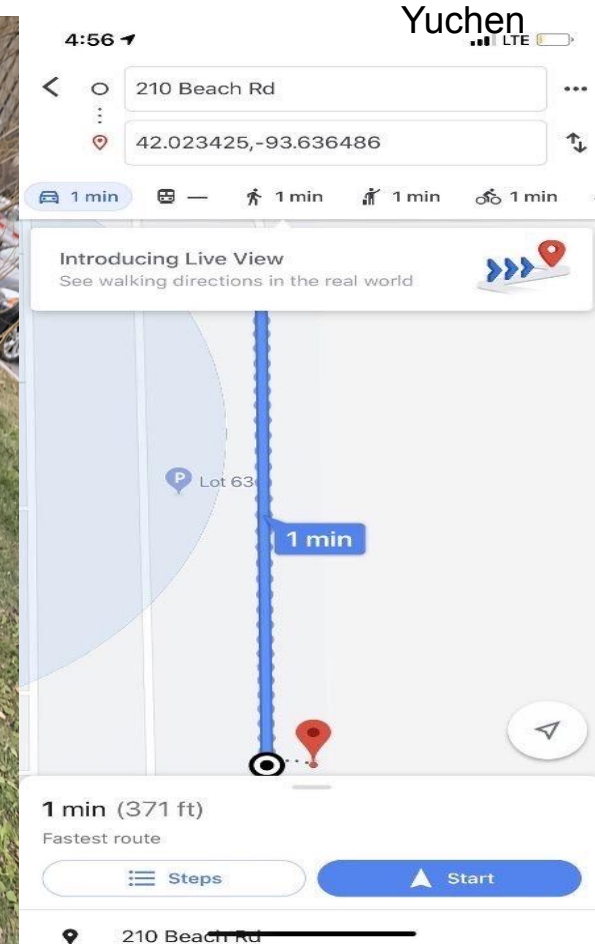 Yuchen
4:56
LTE
210 Beach Rd
42.023425,-93.636486
1 min — 1 min 1 min 1 min
Introducing Live View
See walking directions in the real world
P Lot 63
1 min
1 min (371 ft)
Fastest route
Steps Start
210 Beach Rd